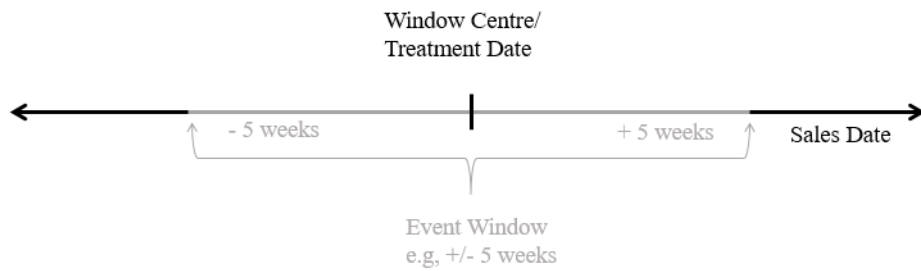 Window Centre/
Treatment Date
- 5 weeks
+ 5 weeks
Sales Date
Event Window
e.g, +/- 5 weeks